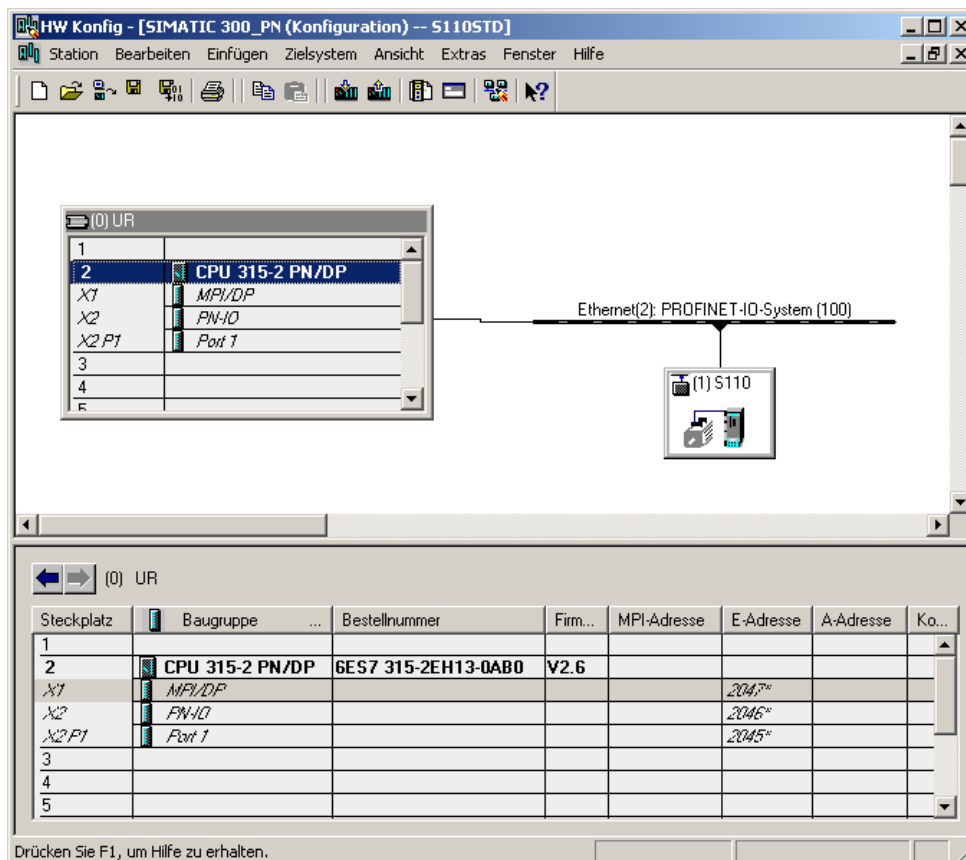 HW Konfig - [SIMATIC 300_PN (Konfiguration) -- S110STD]
Station Bearbeiten Einfügen Zielsystem Ansicht Extras Fenster Hilfe
(0) UR
1
2 CPU 315-2 PN/DP
X1 MPI/DP
X2 PN-IO
X2 P1 Port 1
3
4
5
Ethernet(2): PROFINET-IO-System (100)
(1) S110
(0) UR
Steckplatz Baugruppe ... Bestellnummer Firm... MPI-Adresse E-Adresse A-Adresse Ko...
1
2 CPU 315-2 PN/DP 6ES7 315-2EH13-0AB0 V2.6
X1 MPI/DP 2047*
X2 PN-IO 2046*
X2 P1 Port 1 2045*
3
4
5
Drücken Sie F1, um Hilfe zu erhalten.